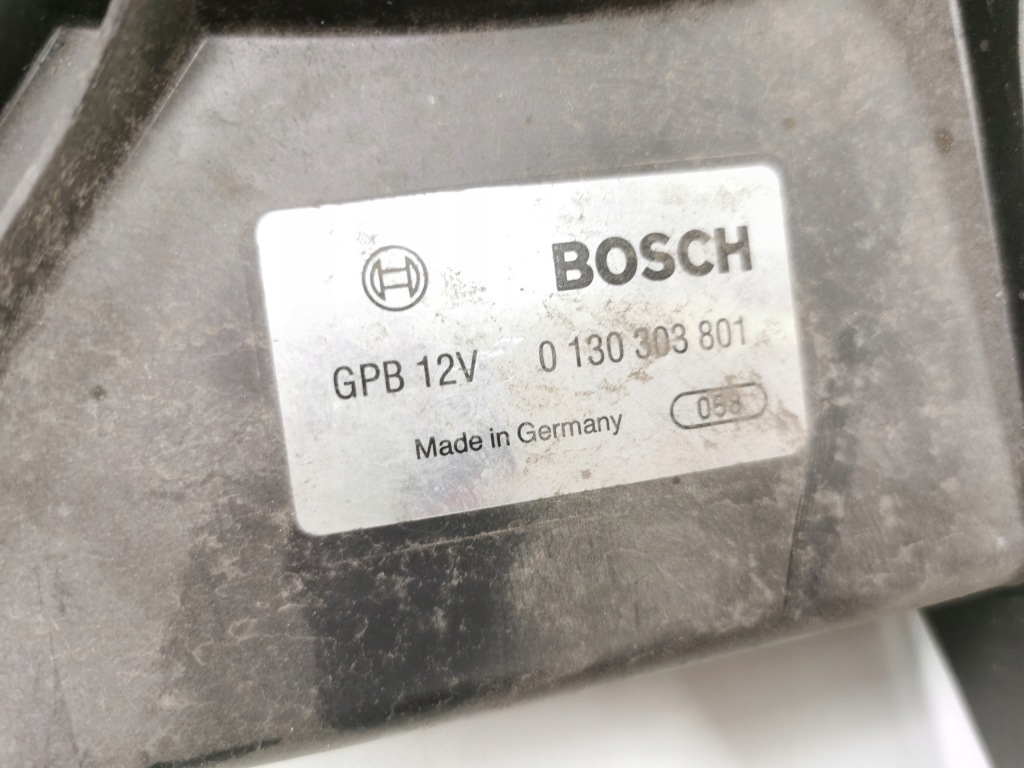 BOSCH
GPB 12V 0 130 303 801
Made in Germany 058